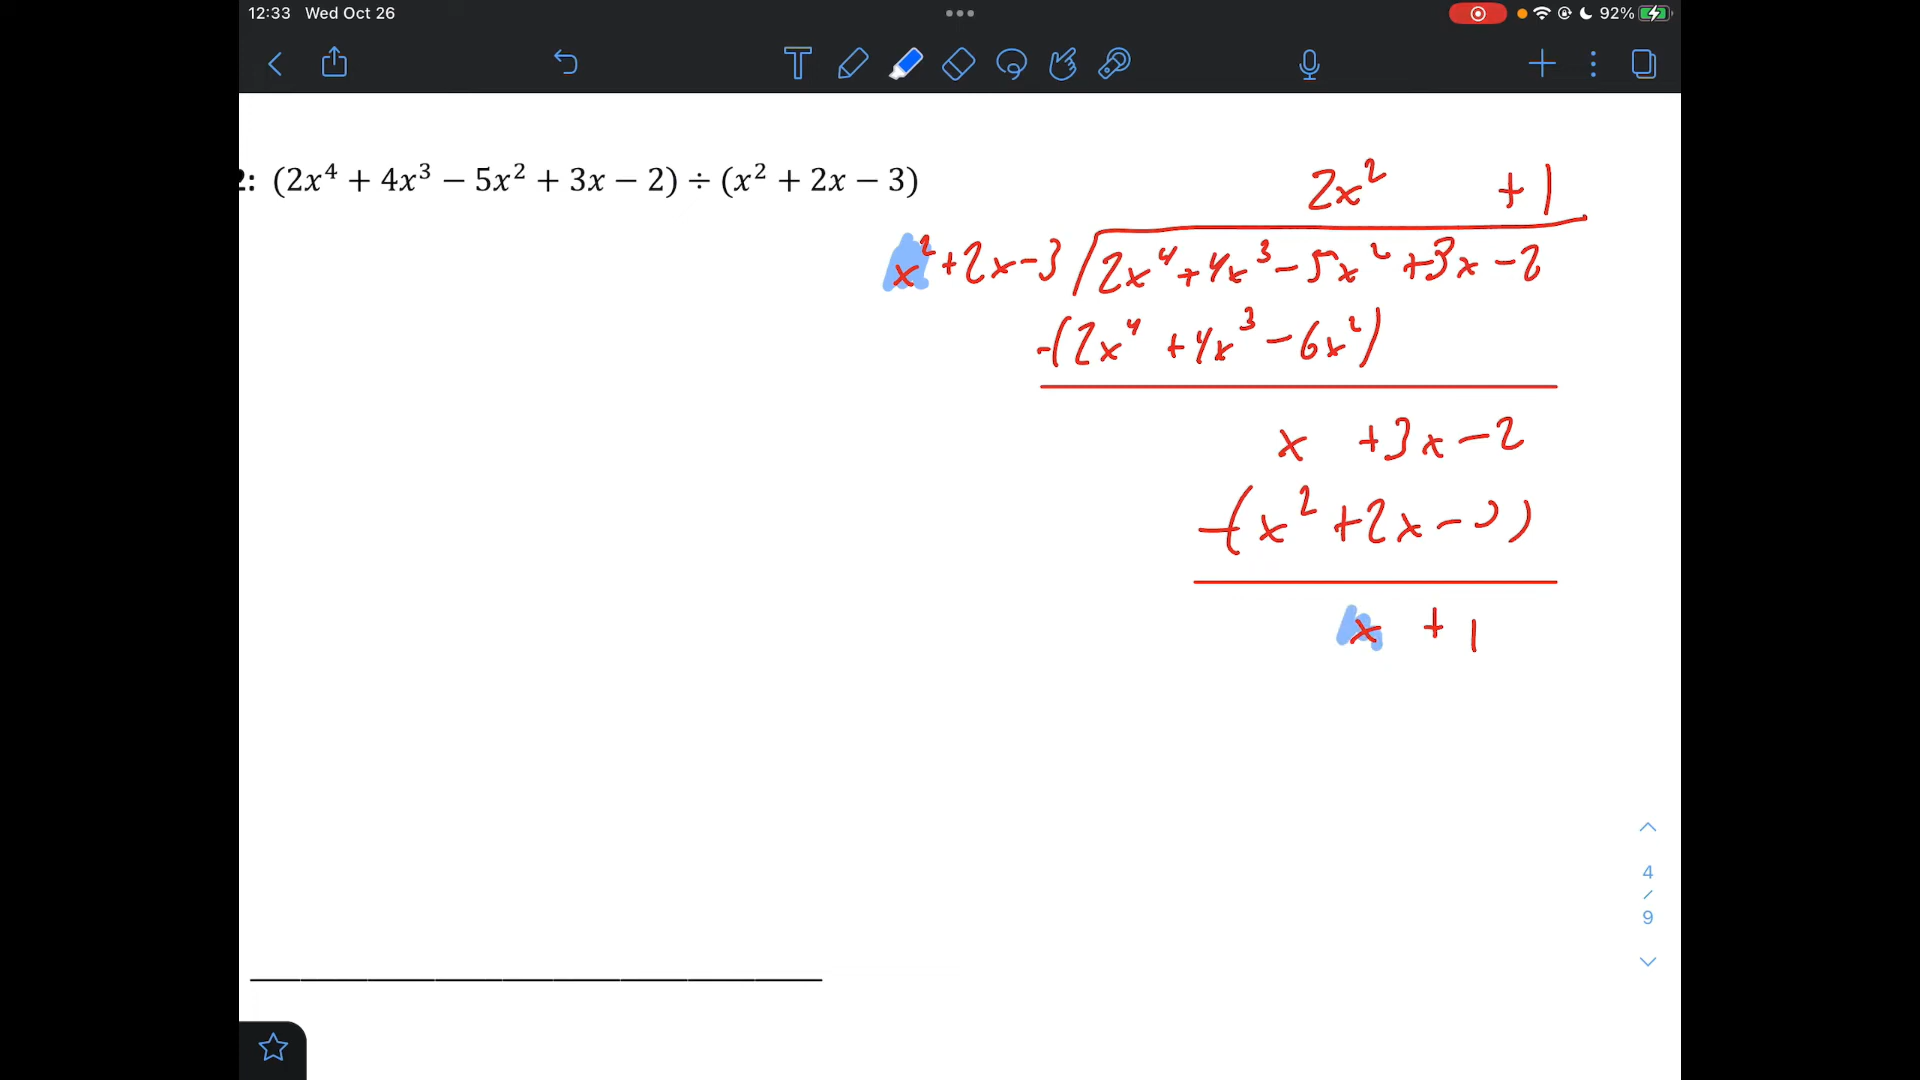 12:33 Wed Oct 26 92%
2: (2x⁴ + 4x³ − 5x² + 3x − 2) ÷ (x² + 2x − 3)
2x² + 1
x² + 2x − 3 2x⁴ + 4x³ − 5x² + 3x − 2
−(2x⁴ + 4x³ − 6x²)
x + 3x − 2
−(x² + 2x − )
x + 1
4
/
9